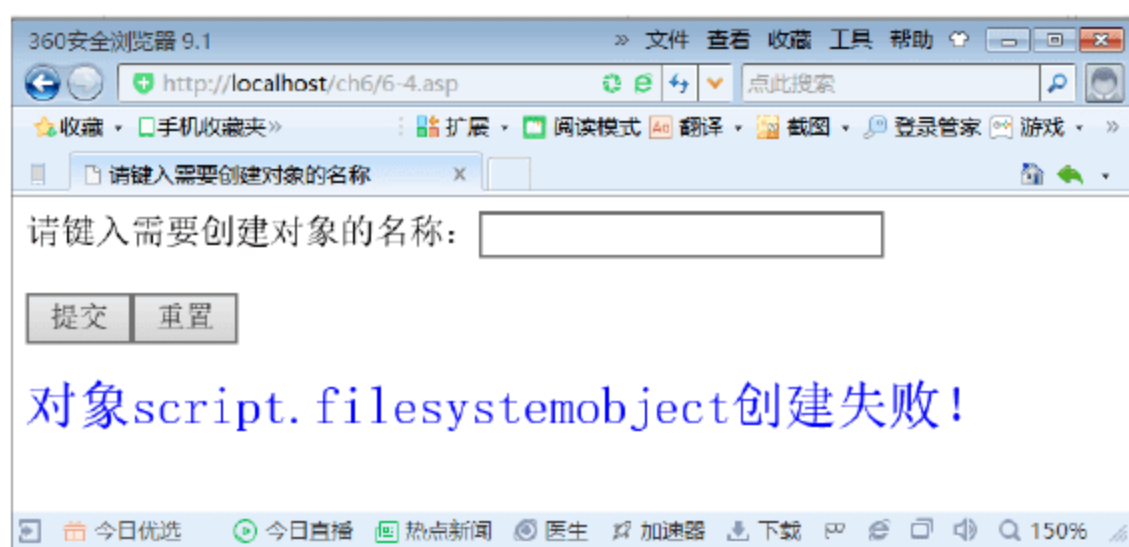 360安全浏览器 9.1 » 文件 查看 收藏 工具 帮助
http://localhost/ch6/6-4.asp 点此搜索
收藏 手机收藏夹» 扩展 阅读模式 翻译 截图 登录管家 游戏 »
请键入需要创建对象的名称 x
请键入需要创建对象的名称：
提交 重置
对象script.filesystemobject创建失败!
今日优选 今日直播 热点新闻 医生 加速器 下载 150%